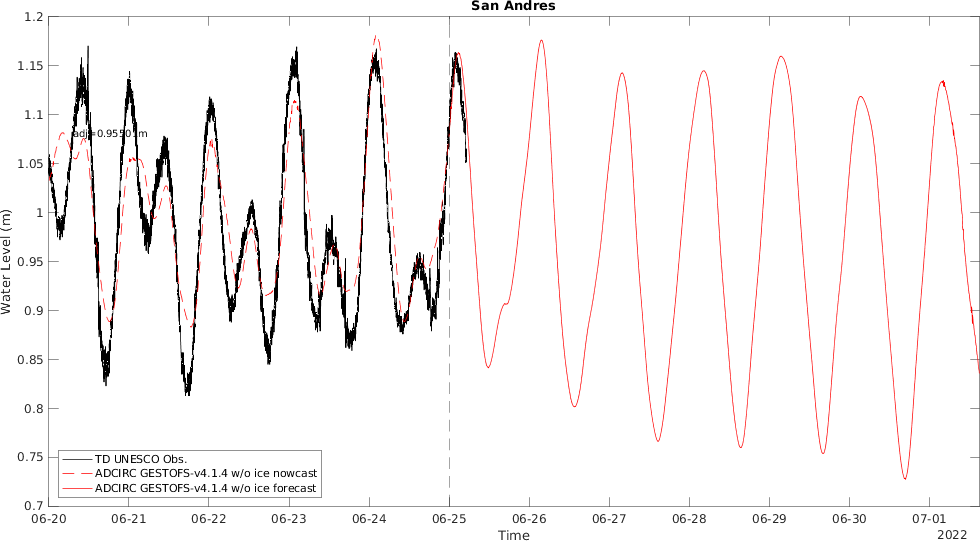 San Andres
1.2
1.15
1.1
1.05
1
0.95
0.9
0.85
0.8
0.75
0.7
Water Level (m)
TD UNESCO Obs.
ADCIRC GESTOFS-v4.1.4 w/o ice nowcast
ADCIRC GESTOFS-v4.1.4 w/o ice forecast
06-20 06-21 06-22 06-23 06-24 06-25 06-26 06-27 06-28 06-29 06-30 07-01
Time
2022